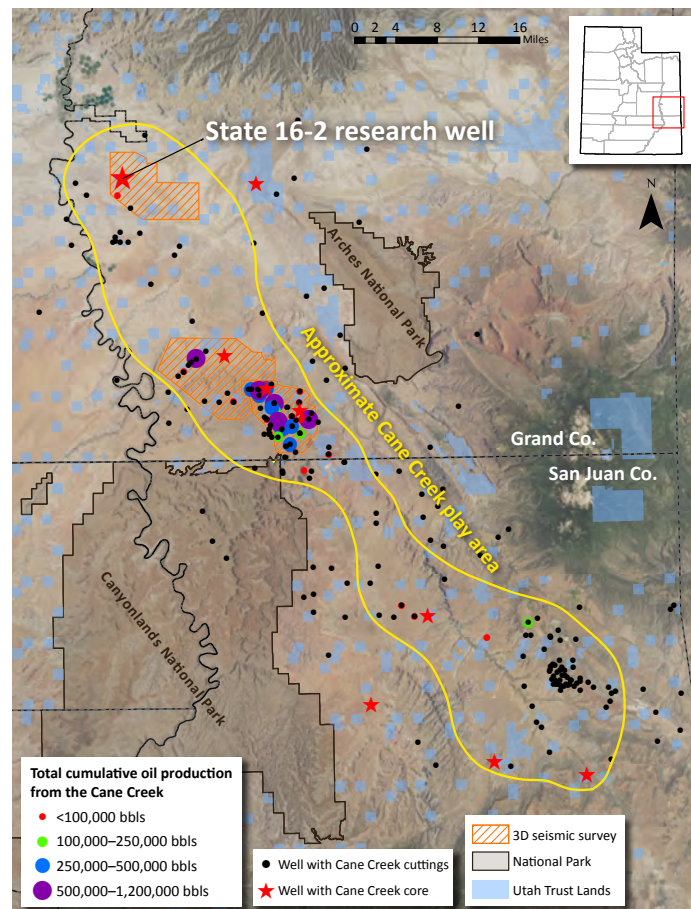 0 2 4 8 12 16
Miles
State 16-2 research well
N
Arches National Park
Approximate Cane Creek play area
Grand Co.
San Juan Co.
Canyonlands National Park
Total cumulative oil production
from the Cane Creek
<100,000 bbls
100,000–250,000 bbls
250,000–500,000 bbls
500,000–1,200,000 bbls
Well with Cane Creek cuttings
Well with Cane Creek core
3D seismic survey
National Park
Utah Trust Lands